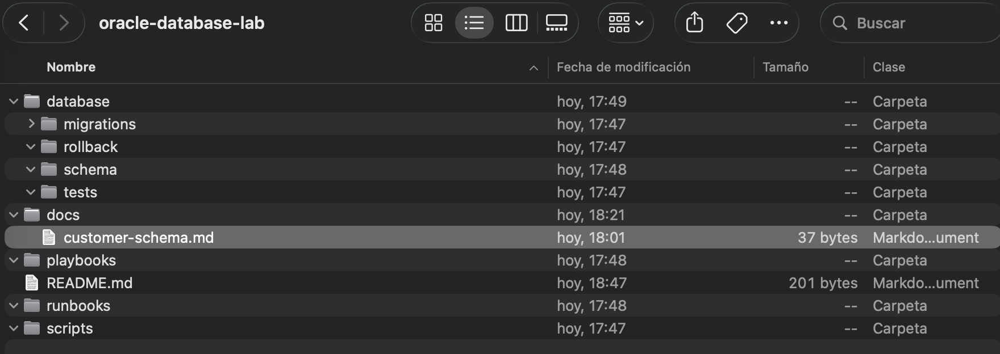 oracle-database-lab Buscar
Nombre Fecha de modificación Tamaño Clase
database hoy, 17:49 -- Carpeta
migrations hoy, 17:47 -- Carpeta
rollback hoy, 17:47 -- Carpeta
schema hoy, 17:48 -- Carpeta
tests hoy, 17:47 -- Carpeta
docs hoy, 18:21 -- Carpeta
customer-schema.md hoy, 18:01 37 bytes Markdo...ument
playbooks hoy, 17:48 -- Carpeta
README.md hoy, 18:47 201 bytes Markdo...ument
runbooks hoy, 17:48 -- Carpeta
scripts hoy, 17:47 -- Carpeta